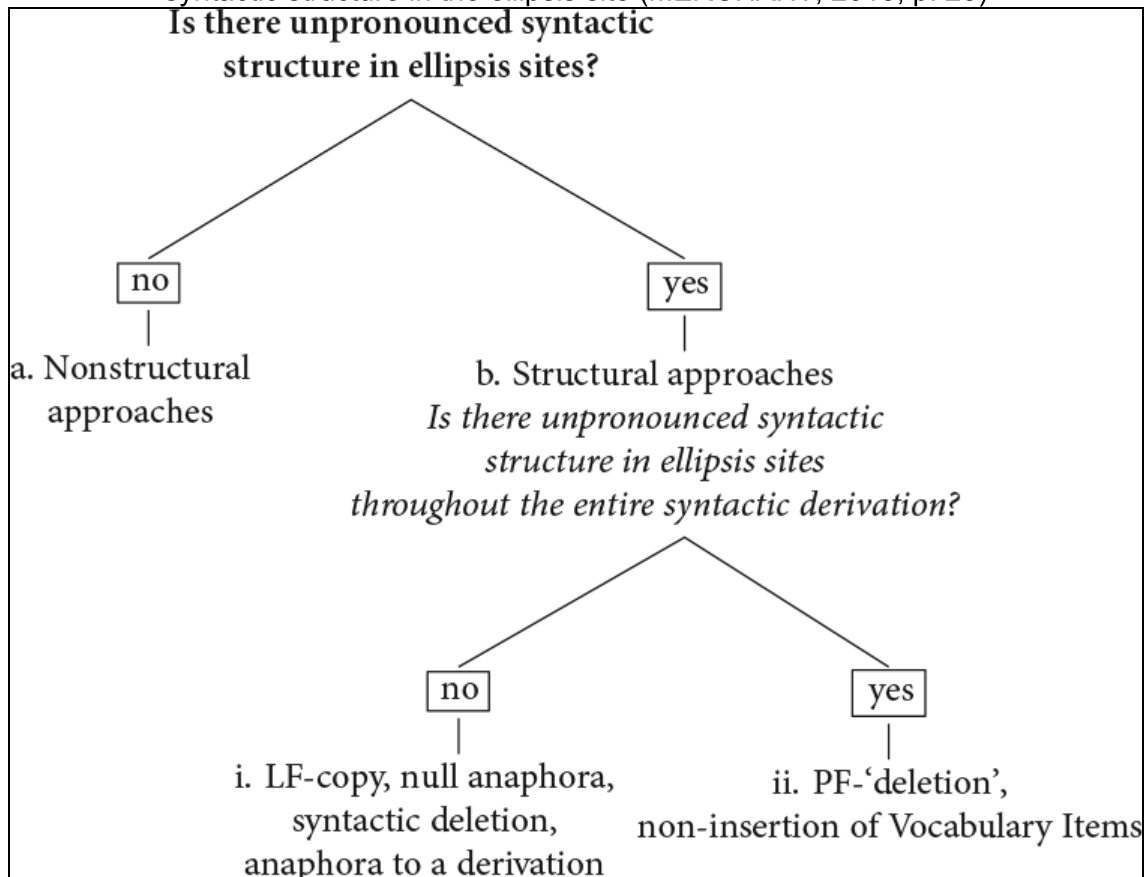 Is there unpronounced syntactic
structure in ellipsis sites?
no
yes
a. Nonstructural
approaches
b. Structural approaches
Is there unpronounced syntactic
structure in ellipsis sites
throughout the entire syntactic derivation?
no
yes
i. LF-copy, null anaphora,
syntactic deletion,
anaphora to a derivation
ii. PF-‘deletion’,
non-insertion of Vocabulary Items